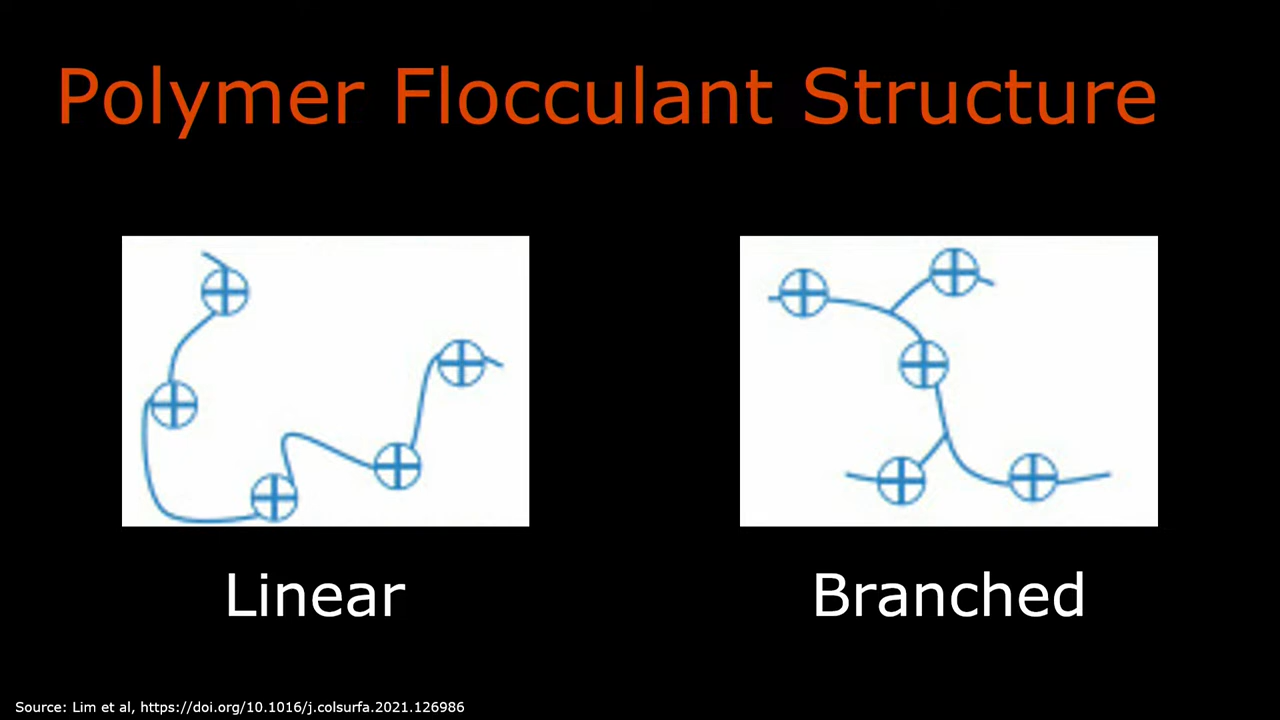 Polymer Flocculant Structure
Linear
Branched
Source: Lim et al, https://doi.org/10.1016/j.colsurfa.2021.126986